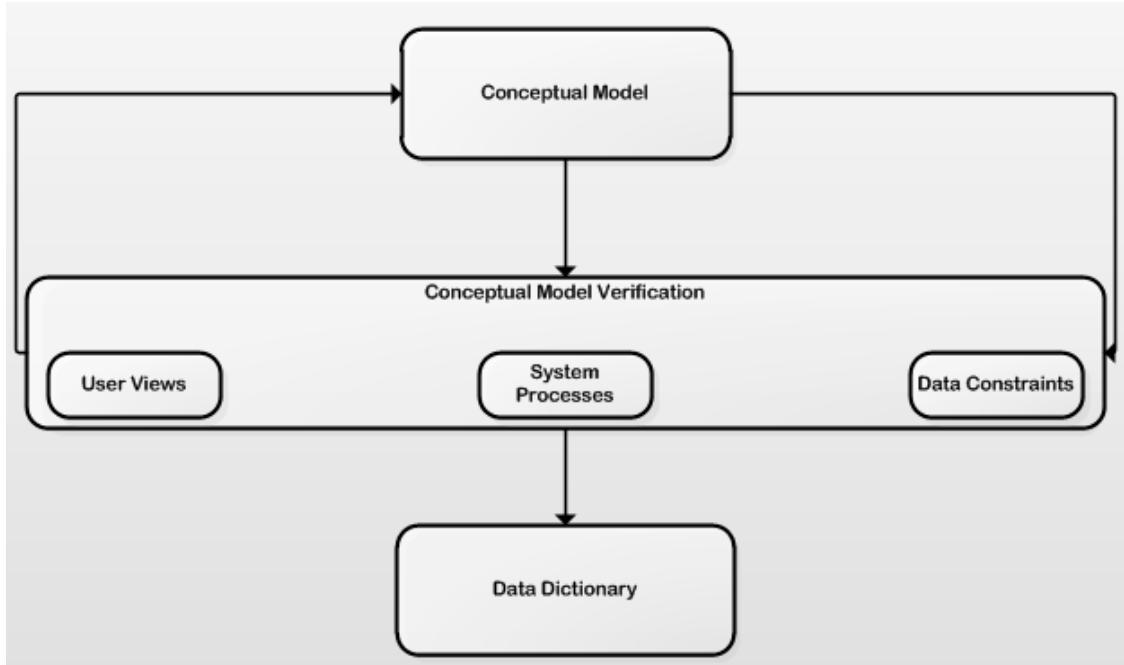 Conceptual Model
Conceptual Model Verification
User Views
System
Processes
Data Constraints
Data Dictionary